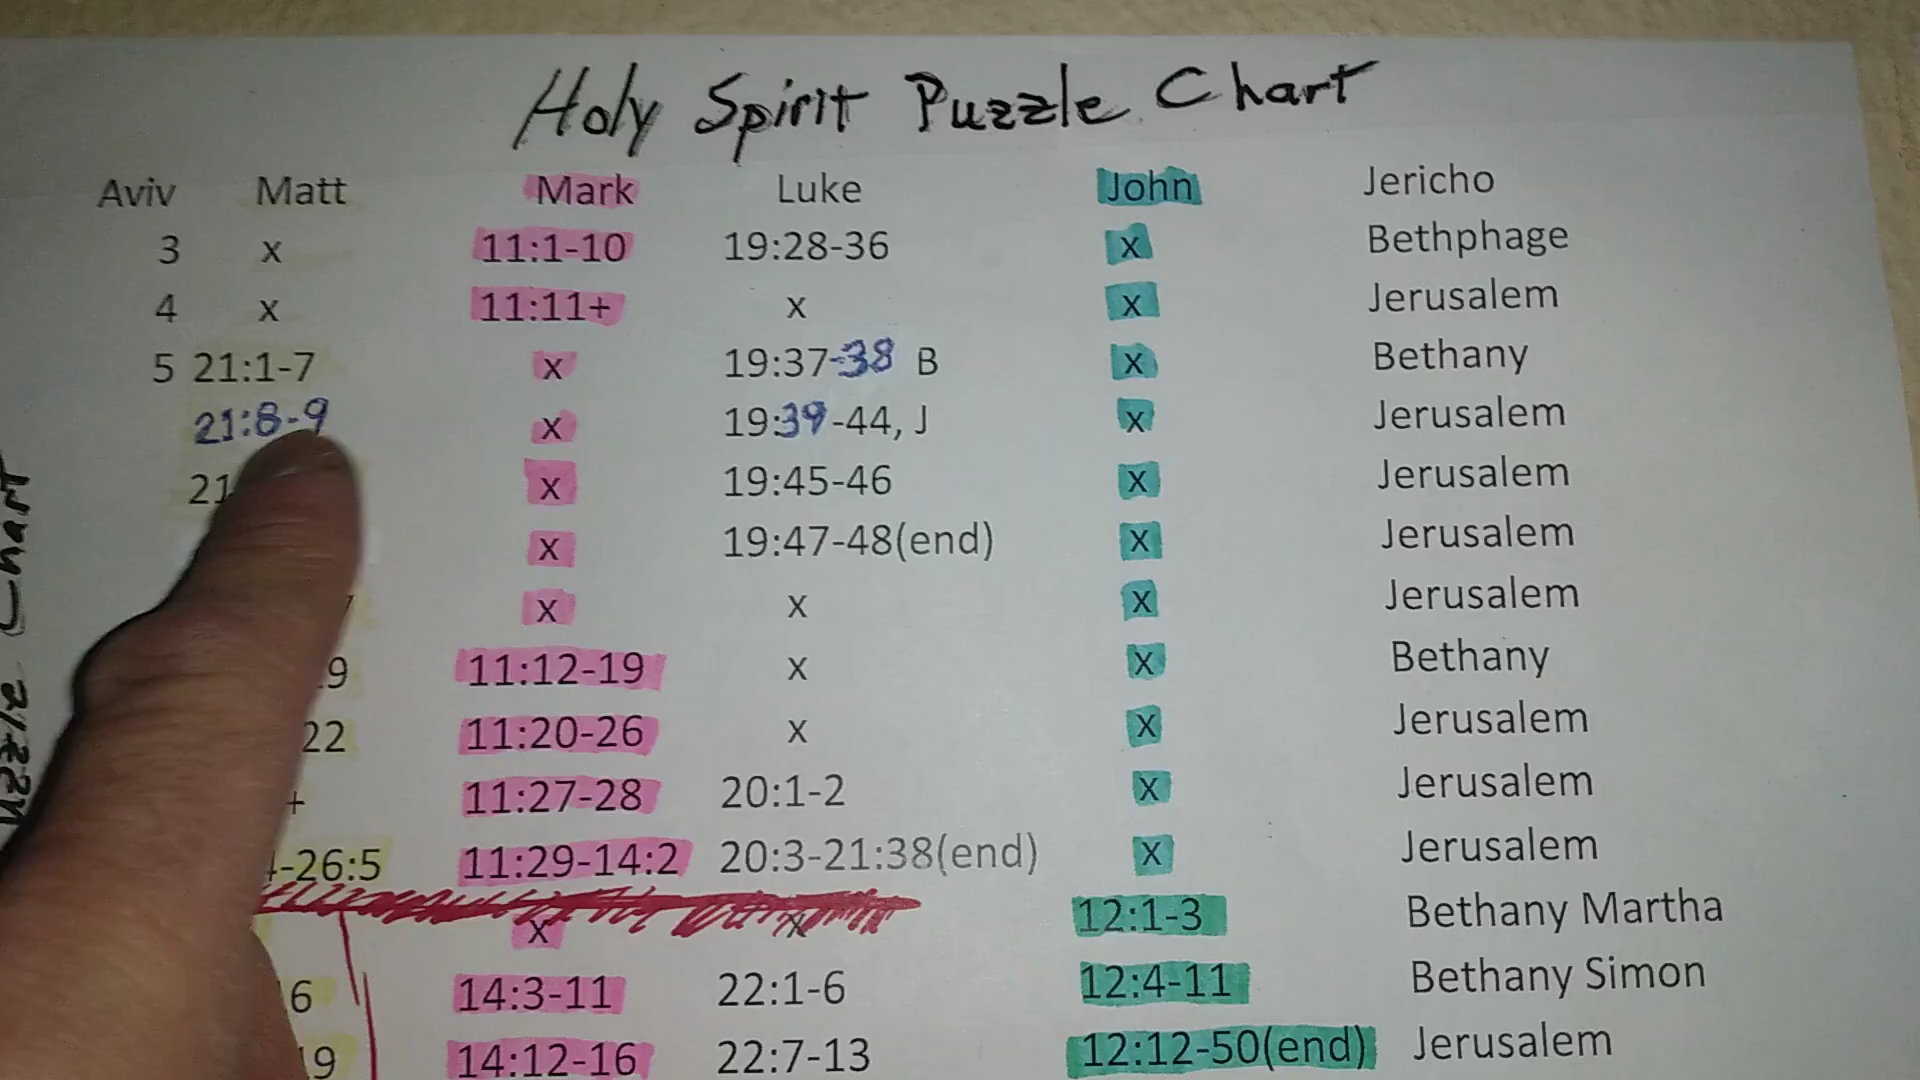 Holy Spirit Puzzle Chart
Aviv Matt Mark Luke John Jericho
3 x 11:1-10 19:28-36 x Bethphage
4 x 11:11+ x x Jerusalem
5 21:1-7 x 19:37-38 B x Bethany
21:8-9 x 19:39-44, J x Jerusalem
21 x 19:45-46 x Jerusalem
x 19:47-48(end) x Jerusalem
x x x Jerusalem
9 11:12-19 x x Bethany
22 11:20-26 x x Jerusalem
+ 11:27-28 20:1-2 x Jerusalem
-26:5 11:29-14:2 20:3-21:38(end) x Jerusalem
x x 12:1-3 Bethany Martha
6 14:3-11 22:1-6 12:4-11 Bethany Simon
19 14:12-16 22:7-13 12:12-50(end) Jerusalem
Chart